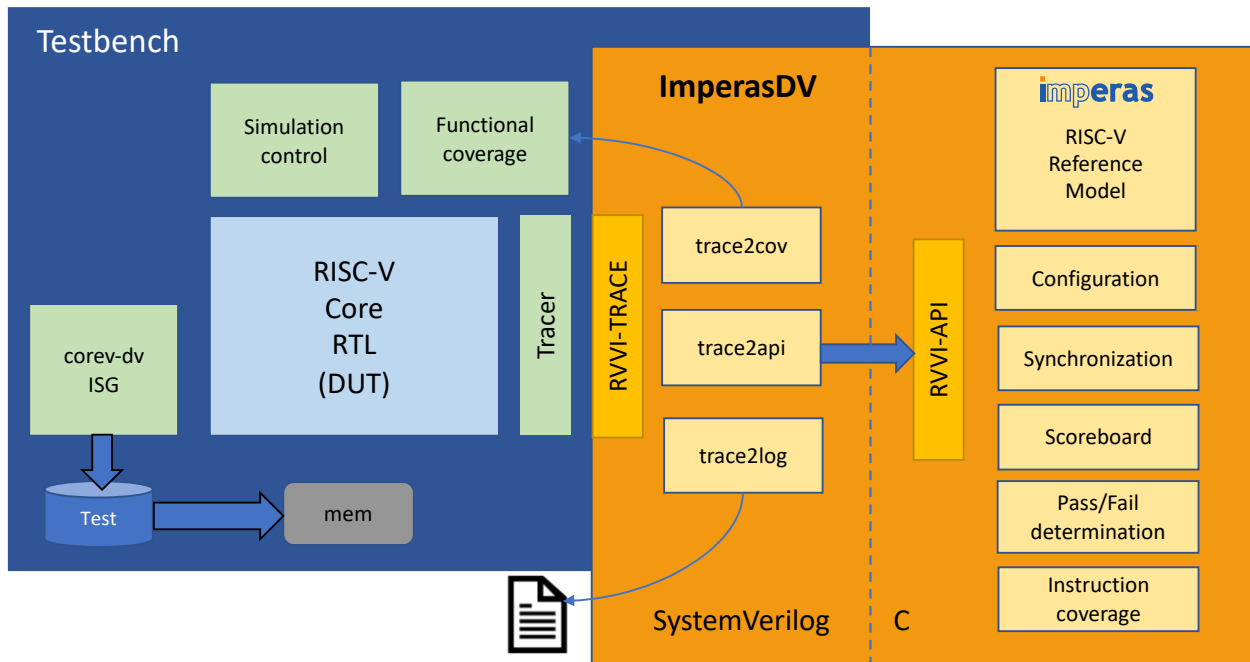 Testbench
ImperasDV
imperas
RISC-V
Reference
Model
Simulation
control
Functional
coverage
trace2cov
RISC-V
Core
RTL
(DUT)
Tracer
RVVI-TRACE
RVVI-API
Configuration
corev-dv
ISG
trace2api
Synchronization
Scoreboard
trace2log
Test
mem
Pass/Fail
determination
Instruction
coverage
SystemVerilog
C